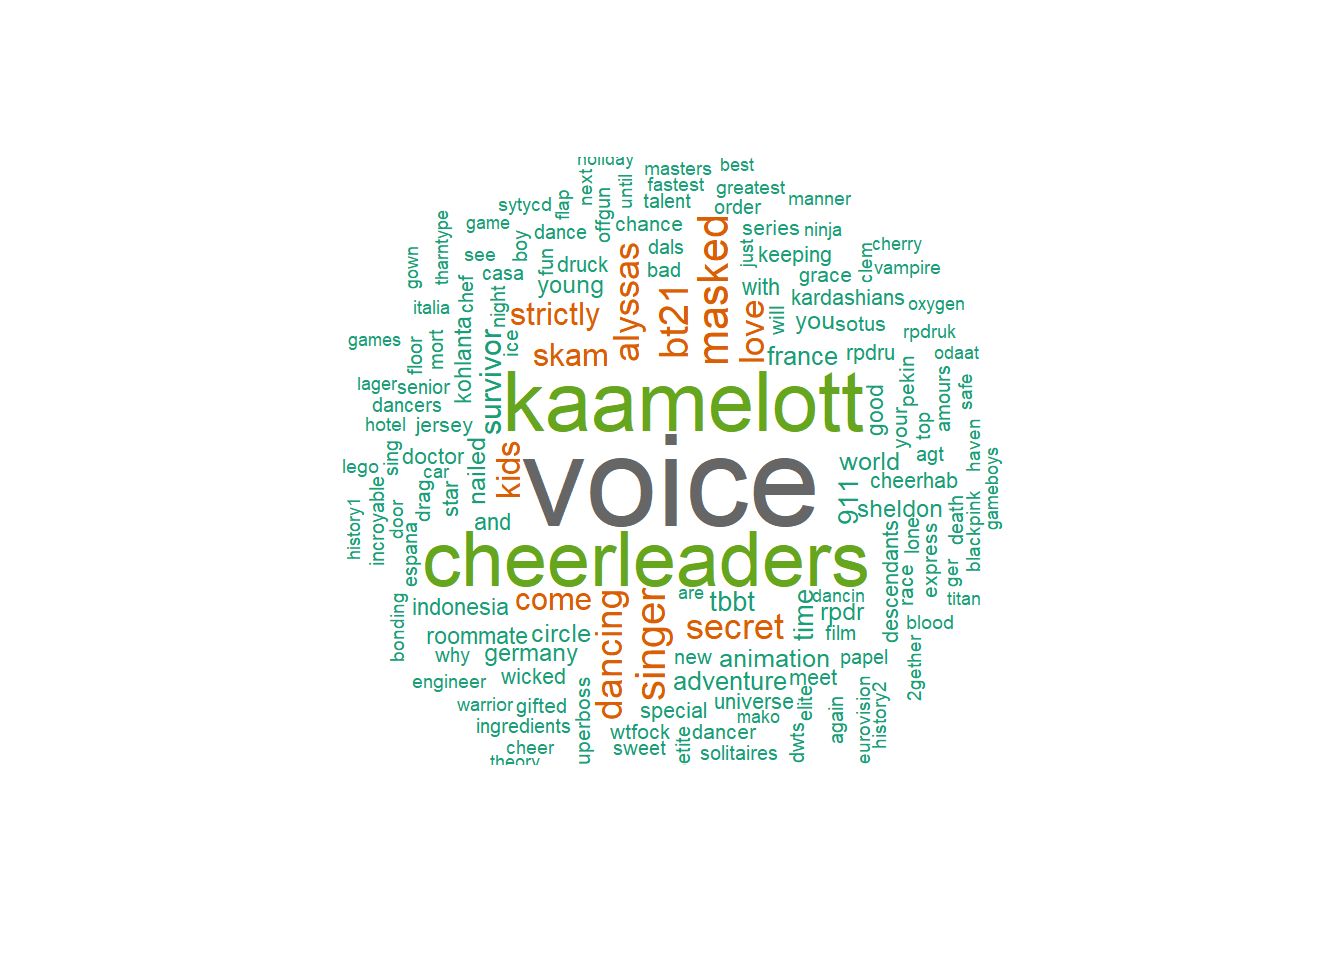 holiday
masters
best
next
until
fastest
greatest
sytycd
flap
offgun
talent
order
manner
game
dance
chance
masked
series
ninja
tharntype
boy
see
fun
druck
dals
just
keeping
cherry
gown
chef
casa
young
alyssas
bad
bt21
with
grace
clem
vampire
italia
night
strictly
love
will
kardashians
oxygen
games
floor
mort
kohlanta
survivor
ice
skam
you
sotus
france
rpdru
rpdruk
odaat
lager
senior
kaamelott
good
pekin
amours
safe
dancers
hotel
jersey
your
top
lego
sing
doctor
car
nailed
kids
voice
world
agt
haven
history1
incroyable
door
drag
star
and
911
cheerhab
sheldon
gameboys
espana
cheerleaders
descendants
lone
race
express
death
blackpink
ger
titan
bonding
indonesia
come
dancing
singer
are
tbbt
secret
time
dancin
rpdr
film
blood
roommate
circle
why
germany
new
animation
papel
2gether
engineer
wicked
adventure
meet
warrior
gifted
uperboss
special
universe
elite
mako
again
eurovision
history2
ingredients
wtfock
dancer
dwts
cheer
sweet
etite
solitaires
theory